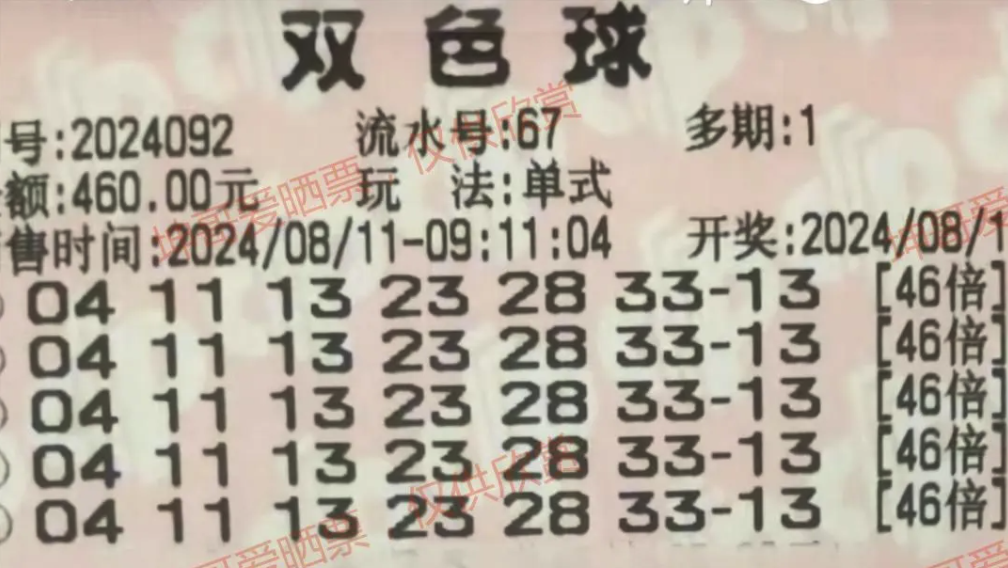 双色球
号:2024092 流水号:67 多期:1
额:460.00元 玩 法:单式
售时间:2024/08/11-09:11:04 开奖:2024/08/1
04 11 13 23 28 33-13 [46倍]
04 11 13 23 28 33-13 [46倍]
04 11 13 23 28 33-13 [46倍]
04 11 13 23 28 33-13 [46倍]
04 11 13 23 28 33-13 [46倍]
哥爱晒票 仅供欣赏
哥爱晒票 仅供欣赏